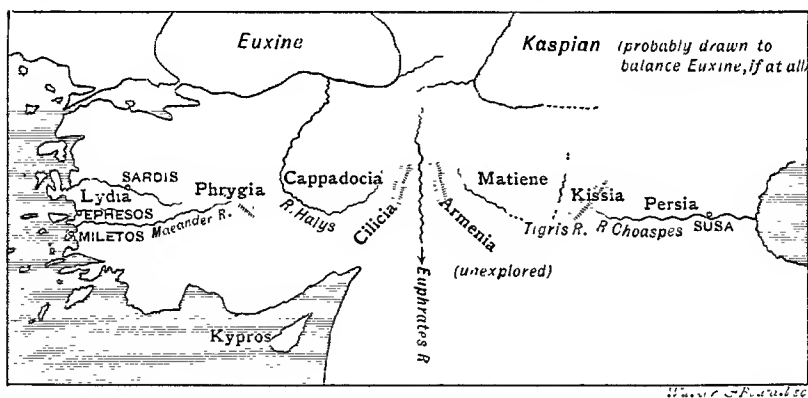 Euxine
Kaspian (probably drawn to
balance Euxine, if at all)
SARDIS
Lydia
EPHESOS
MILETOS
Maeander R.
Phrygia
Cappadocia
R. Halys
Cilicia
Armenia
(unexplored)
Euphrates R
Matiene
Tigris R.
Kissia
R Choaspes
Persia
SUSA
Kypros